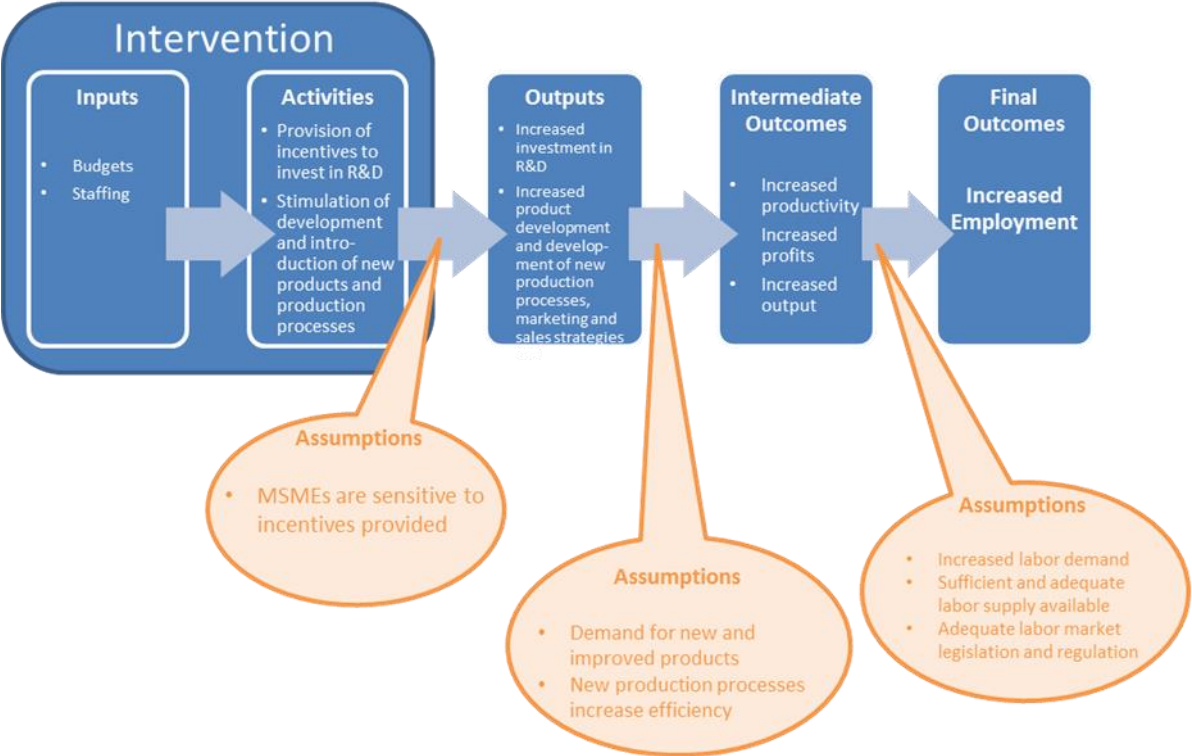 Intervention
Inputs
• Budgets
• Staffing
Activities
• Provision of
incentives to
invest in R&D
• Stimulation of
development
and intro-
duction of new
products and
production
processes
Outputs
• Increased
investment in
R&D
• Increased
product
development
and develop-
ment of new
production
processes,
marketing and
sales strategies
Intermediate
Outcomes
• Increased
productivity
• Increased
profits
• Increased
output
Final
Outcomes
Increased
Employment
Assumptions
• MSMEs are sensitive to
incentives provided
Assumptions
• Demand for new and
improved products
• New production processes
increase efficiency
Assumptions
• Increased labor demand
• Sufficient and adequate
labor supply available
• Adequate labor market
legislation and regulation